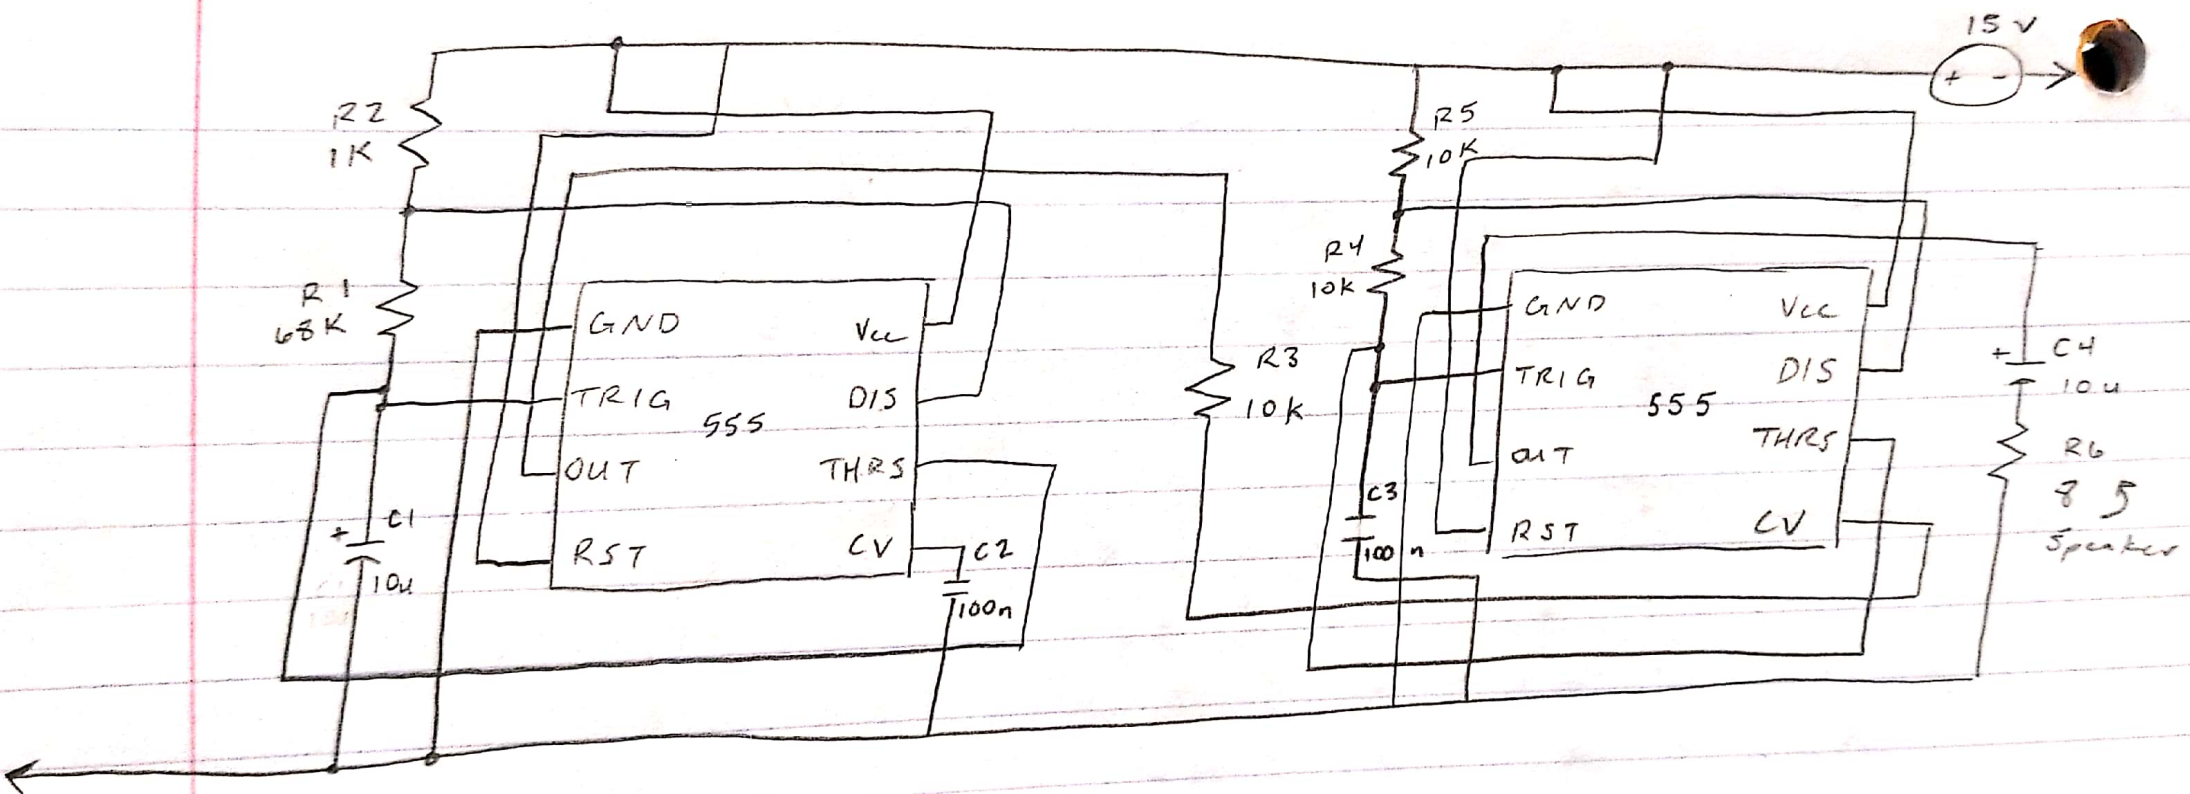 15 V
+ -
R2
1K
R5
10K
R1
68K
R4
10K
GND
Vcc
TRIG
DIS
555
OUT
THRS
RST
CV
+ C1
10u
C2
100n
R3
10K
GND
Vcc
TRIG
DIS
555
OUT
THRS
RST
CV
C3
100n
+ C4
10u
R6
8
Speaker